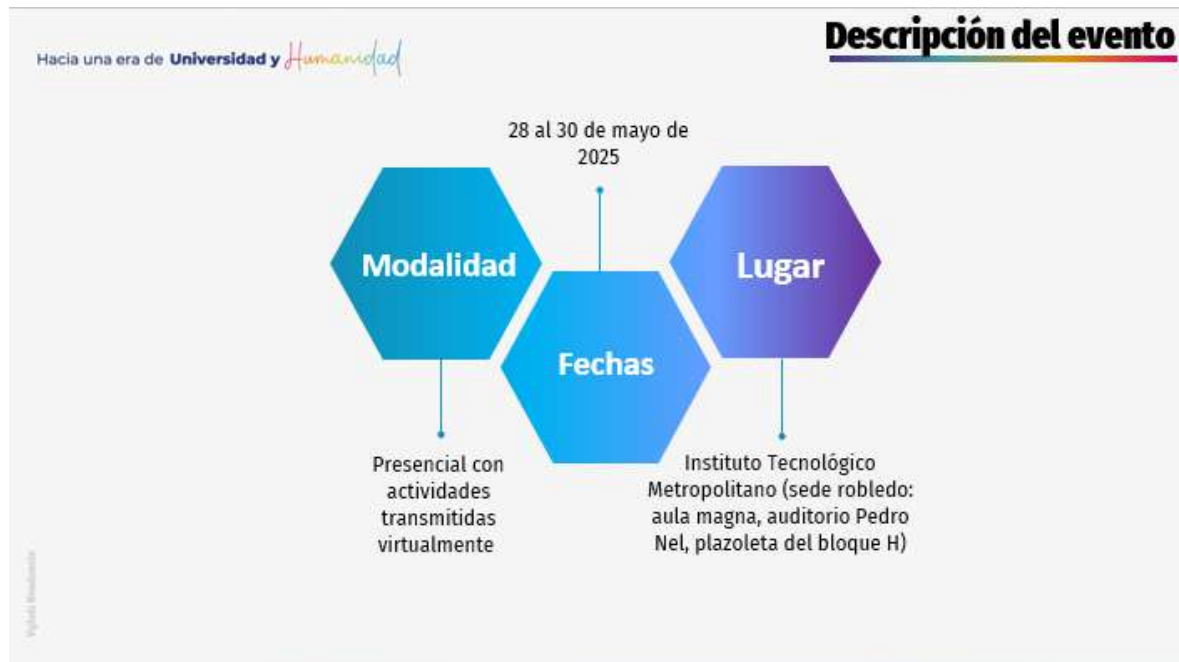 Hacia una era de Universidad y Humanidad
Descripción del evento
28 al 30 de mayo de
2025
Modalidad
Lugar
Fechas
Presencial con
actividades
transmitidas
virtualmente
Instituto Tecnológico
Metropolitano (sede robledo:
aula magna, auditorio Pedro
Nel, plazoleta del bloque H)